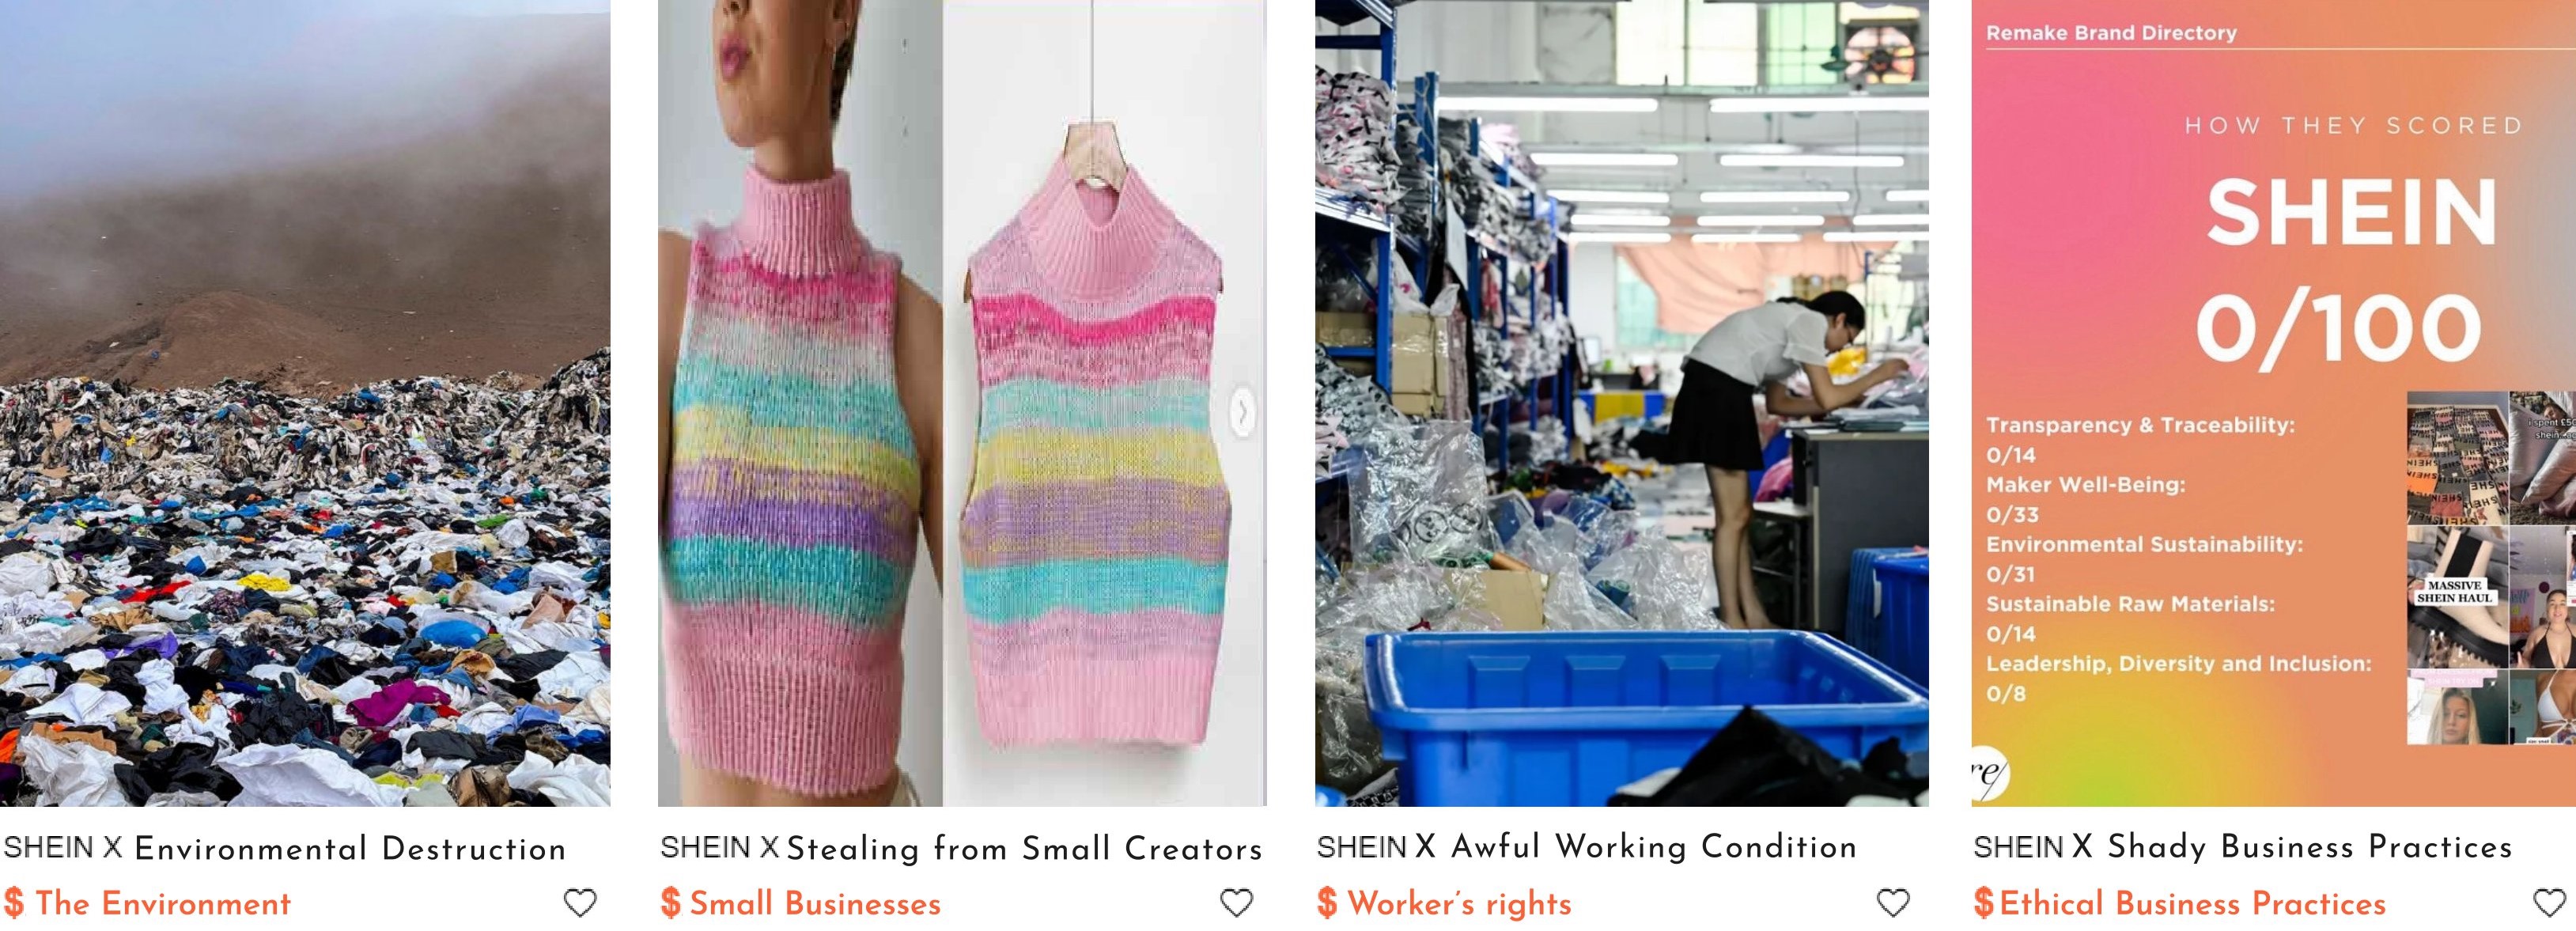 SHEIN X Environmental Destruction
$ The Environment
SHEIN X Stealing from Small Creators
$ Small Businesses
SHEIN X Awful Working Condition
$ Worker's rights
Remake Brand Directory
HOW THEY SCORED
SHEIN
0/100
Transparency & Traceability:
0/14
Maker Well-Being:
0/33
Environmental Sustainability:
0/31
Sustainable Raw Materials:
0/14
Leadership, Diversity and Inclusion:
0/8
i spent £50
MASSIVE
SHEIN HAUL
re/
SHEIN X Shady Business Practices
$ Ethical Business Practices